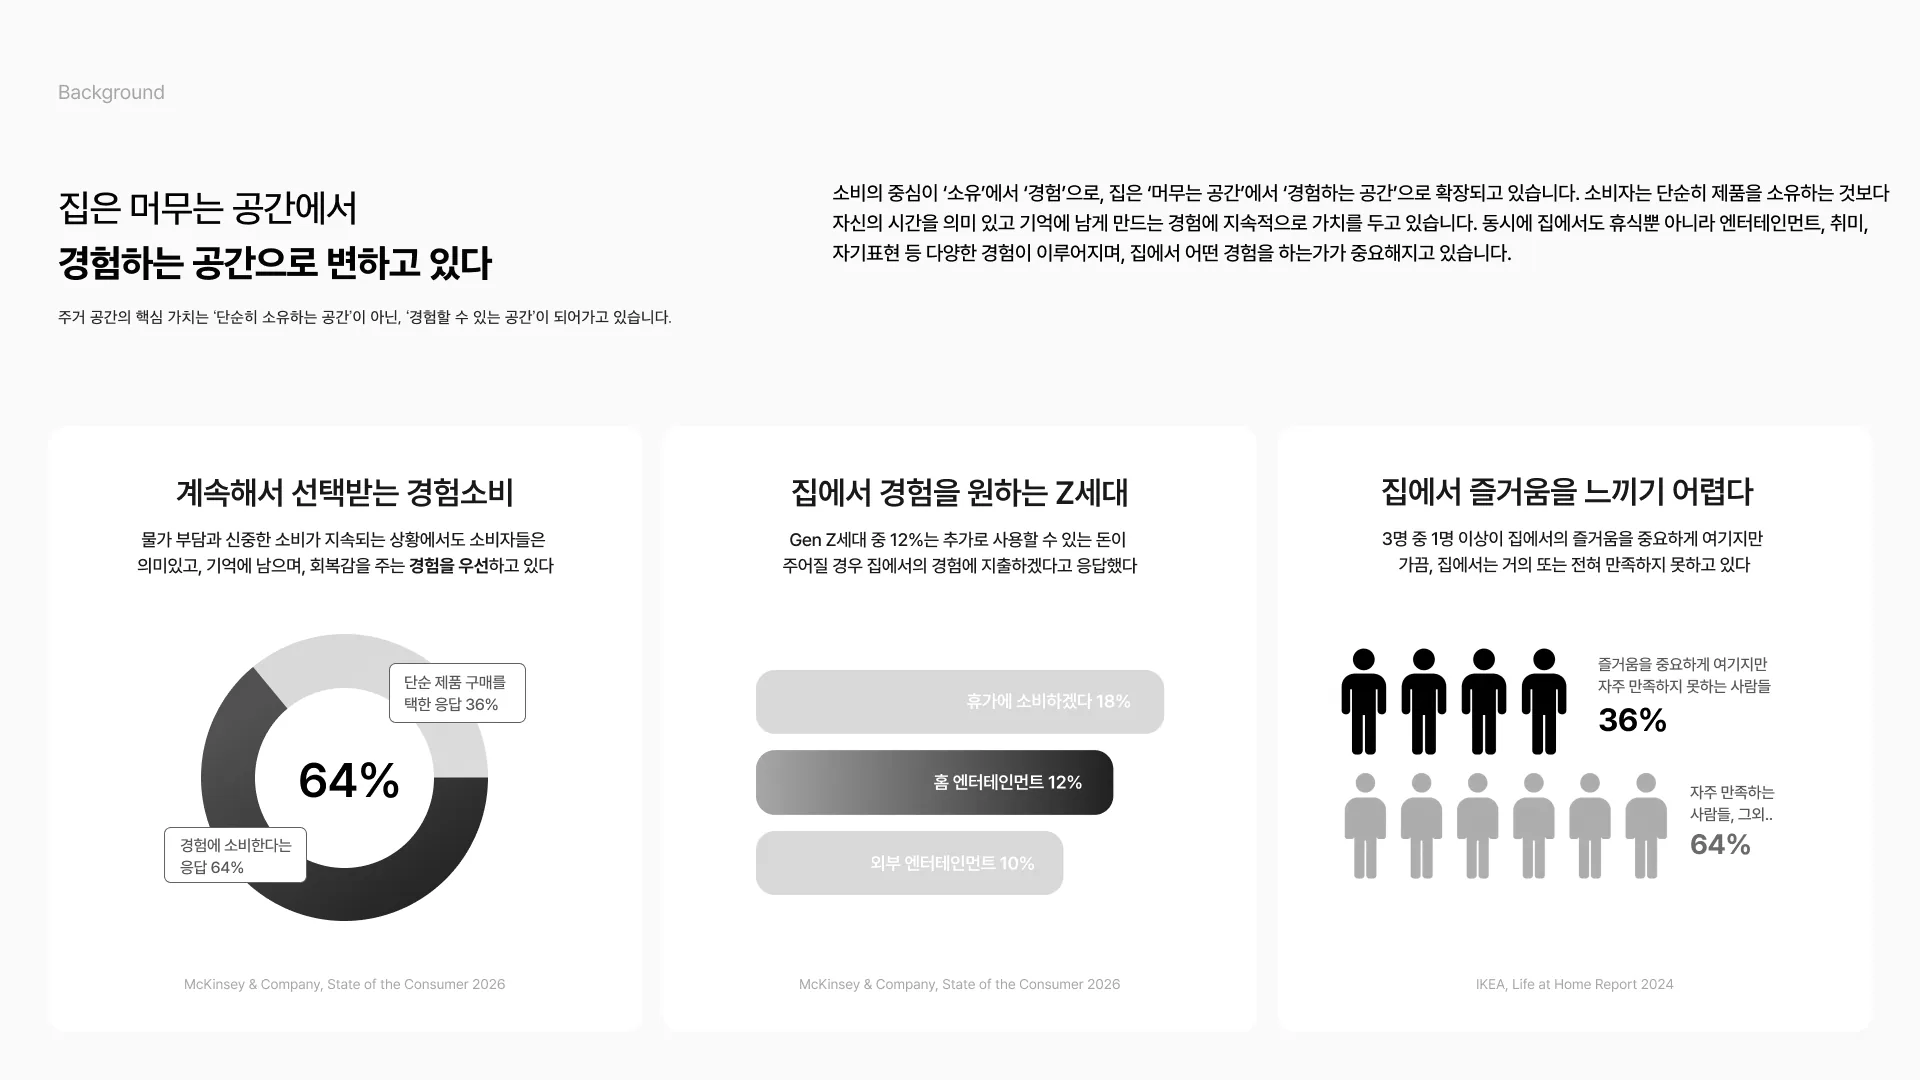 Background
집은 머무는 공간에서
경험하는 공간으로 변하고 있다
주거 공간의 핵심 가치는 ‘단순히 소유하는 공간’이 아닌, ‘경험할 수 있는 공간’이 되어가고 있습니다.
소비의 중심이 ‘소유’에서 ‘경험’으로, 집은 ‘머무는 공간’에서 ‘경험하는 공간’으로 확장되고 있습니다. 소비자는 단순히 제품을 소유하는 것보다
자신의 시간을 의미 있고 기억에 남게 만드는 경험에 지속적으로 가치를 두고 있습니다. 동시에 집에서도 휴식뿐 아니라 엔터테인먼트, 취미,
자기표현 등 다양한 경험이 이루어지며, 집에서 어떤 경험을 하는가가 중요해지고 있습니다.
계속해서 선택받는 경험소비
물가 부담과 신중한 소비가 지속되는 상황에서도 소비자들은
의미있고, 기억에 남으며, 회복감을 주는 경험을 우선하고 있다
단순 제품 구매를
택한 응답 36%
64%
경험에 소비한다는
응답 64%
McKinsey & Company, State of the Consumer 2026
집에서 경험을 원하는 Z세대
Gen Z세대 중 12%는 추가로 사용할 수 있는 돈이
주어질 경우 집에서의 경험에 지출하겠다고 응답했다
휴가에 소비하겠다 18%
홈 엔터테인먼트 12%
외부 엔터테인먼트 10%
McKinsey & Company, State of the Consumer 2026
집에서 즐거움을 느끼기 어렵다
3명 중 1명 이상이 집에서의 즐거움을 중요하게 여기지만
가끔, 집에서는 거의 또는 전혀 만족하지 못하고 있다
즐거움을 중요하게 여기지만
자주 만족하지 못하는 사람들
36%
자주 만족하는
사람들, 그외..
64%
IKEA, Life at Home Report 2024